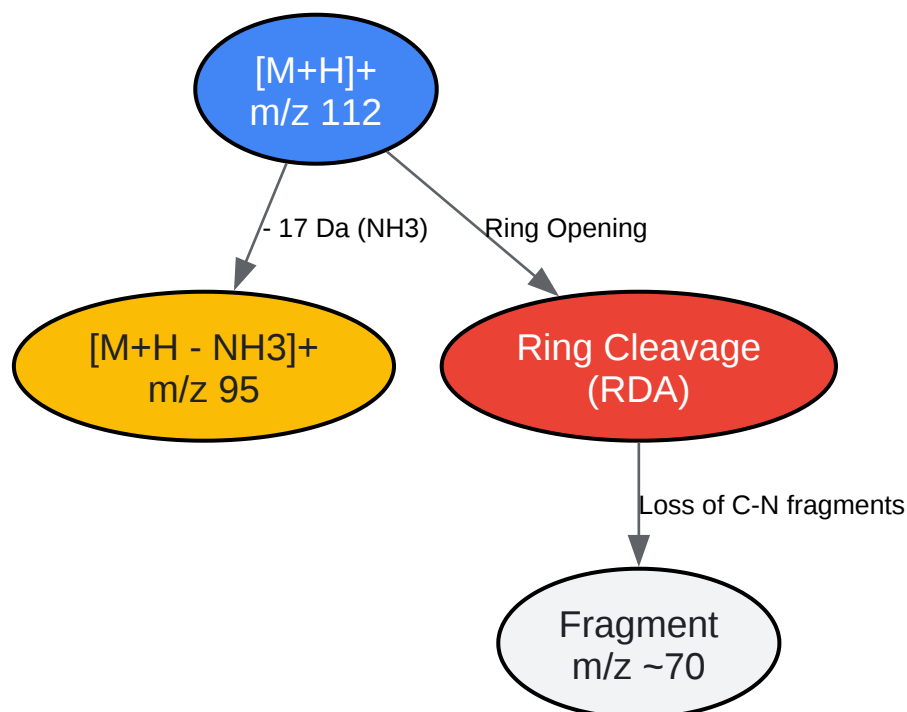 [M+H]+
m/z 112
- 17 Da (NH3)
Ring Opening
[M+H - NH3]+
m/z 95
Ring Cleavage
(RDA)
Loss of C-N fragments
Fragment
m/z ~70